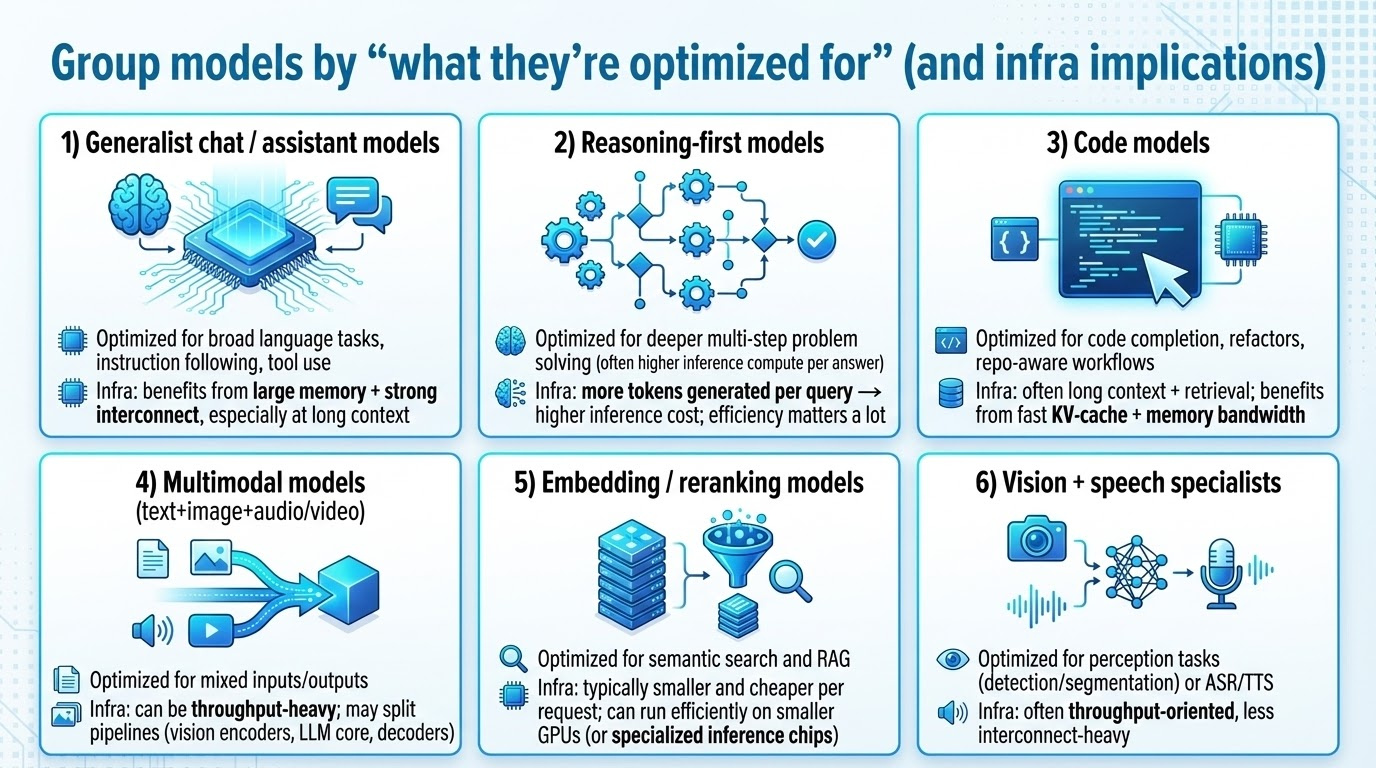 Group models by “what they’re optimized for” (and infra implications)
1) Generalist chat / assistant models
Optimized for broad language tasks,
instruction following, tool use
Infra: benefits from large memory + strong
interconnect, especially at long context
2) Reasoning-first models
Optimized for deeper multi-step problem
solving (often higher inference compute per answer)
Infra: more tokens generated per query →
higher inference cost; efficiency matters a lot
3) Code models
{ }
</>
Optimized for code completion, refactors,
repo-aware workflows
Infra: often long context + retrieval; benefits
from fast KV-cache + memory bandwidth
4) Multimodal models
(text+image+audio/video)
Optimized for mixed inputs/outputs
Infra: can be throughput-heavy; may split
pipelines (vision encoders, LLM core, decoders)
5) Embedding / reranking models
Optimized for semantic search and RAG
Infra: typically smaller and cheaper per
request; can run efficiently on smaller
GPUs (or specialized inference chips)
6) Vision + speech specialists
Optimized for perception tasks
(detection/segmentation) or ASR/TTS
Infra: often throughput-oriented, less
interconnect-heavy